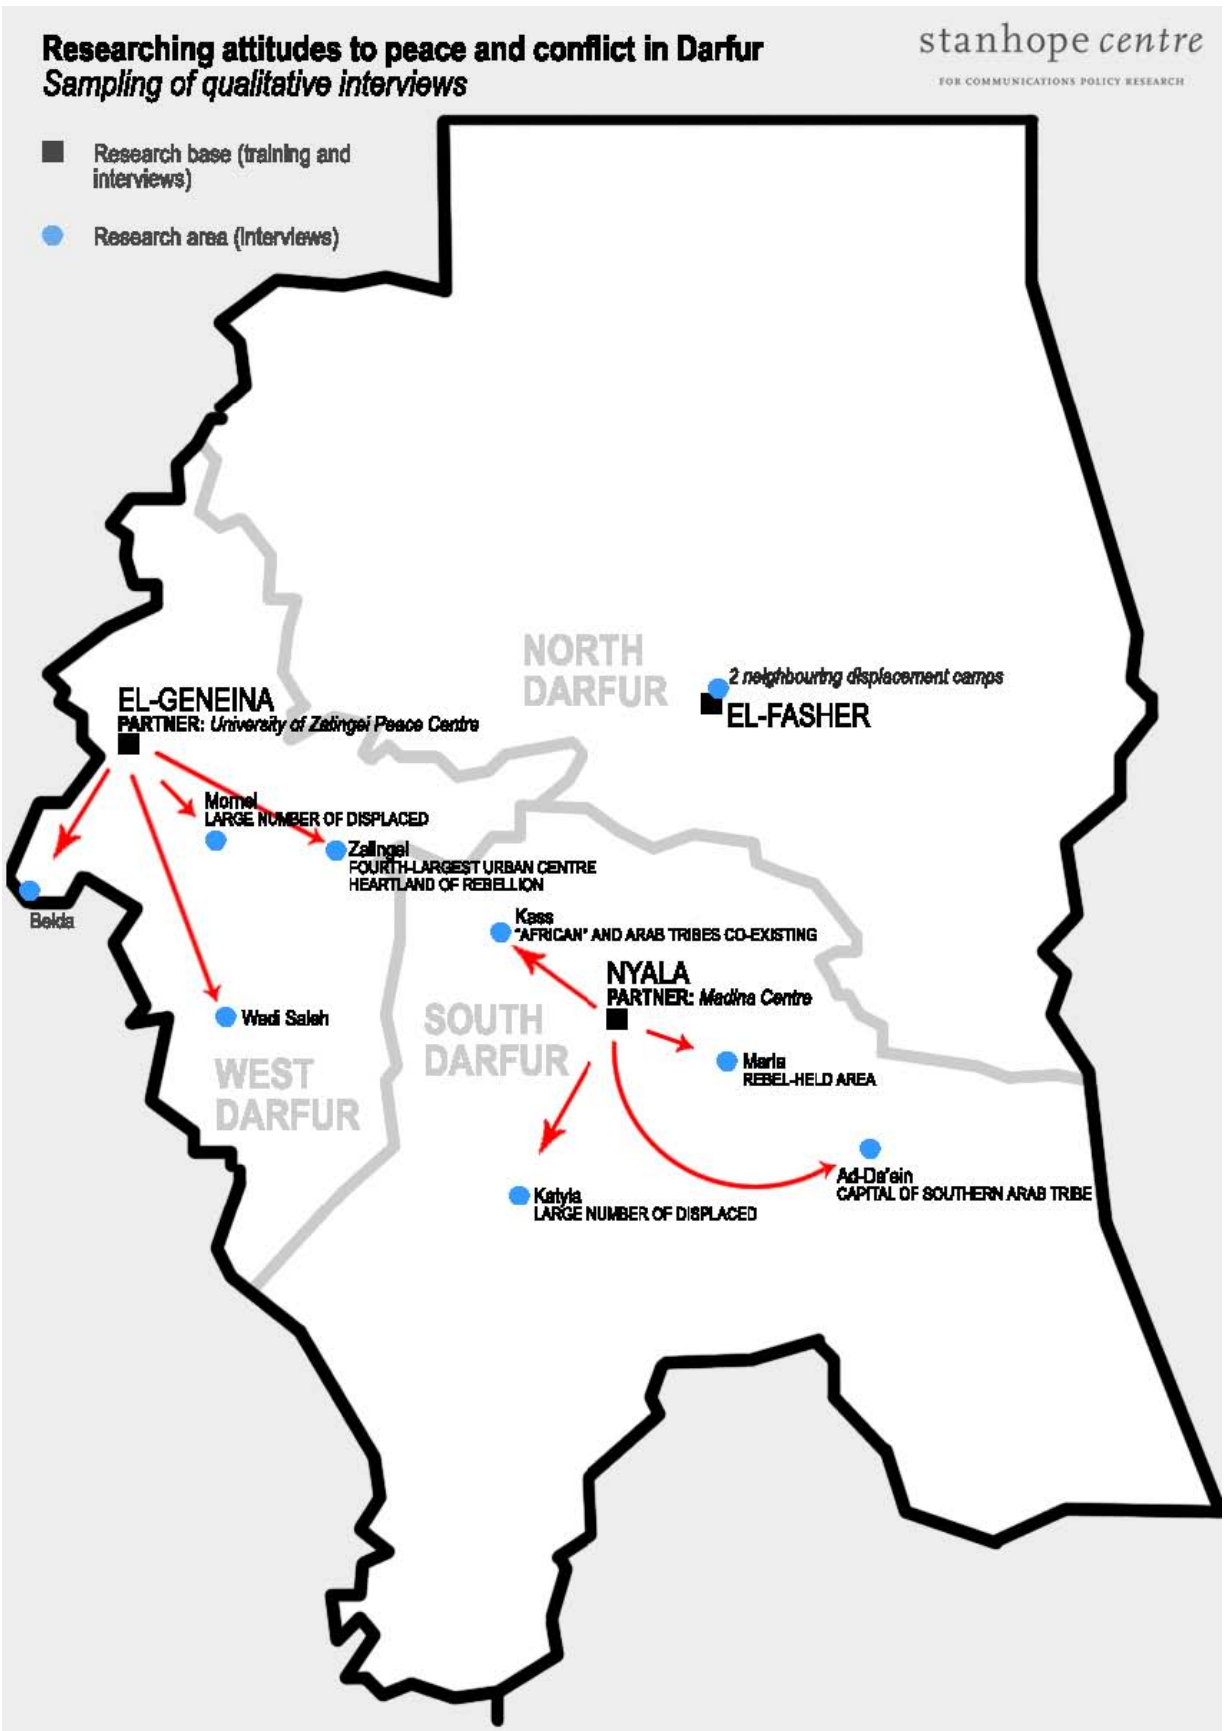 Researching attitudes to peace and conflict in Darfur
Sampling of qualitative interviews
stanhope centre
FOR COMMUNICATIONS POLICY RESEARCH
Research base (training and
interviews)
Research area (interviews)
NORTH
DARFUR
2 neighbouring displacement camps
EL-FASHER
EL-GENEINA
PARTNER: University of Zalingei Peace Centre
Mornei
LARGE NUMBER OF DISPLACED
Zalingei
FOURTH-LARGEST URBAN CENTRE
HEARTLAND OF REBELLION
Beida
Kass
"AFRICAN" AND ARAB TRIBES CO-EXISTING
NYALA
PARTNER: Madina Centre
Wadi Saleh
SOUTH
DARFUR
WEST
DARFUR
Marla
REBEL-HELD AREA
Ad-Da'ein
CAPITAL OF SOUTHERN ARAB TRIBE
Katyla
LARGE NUMBER OF DISPLACED